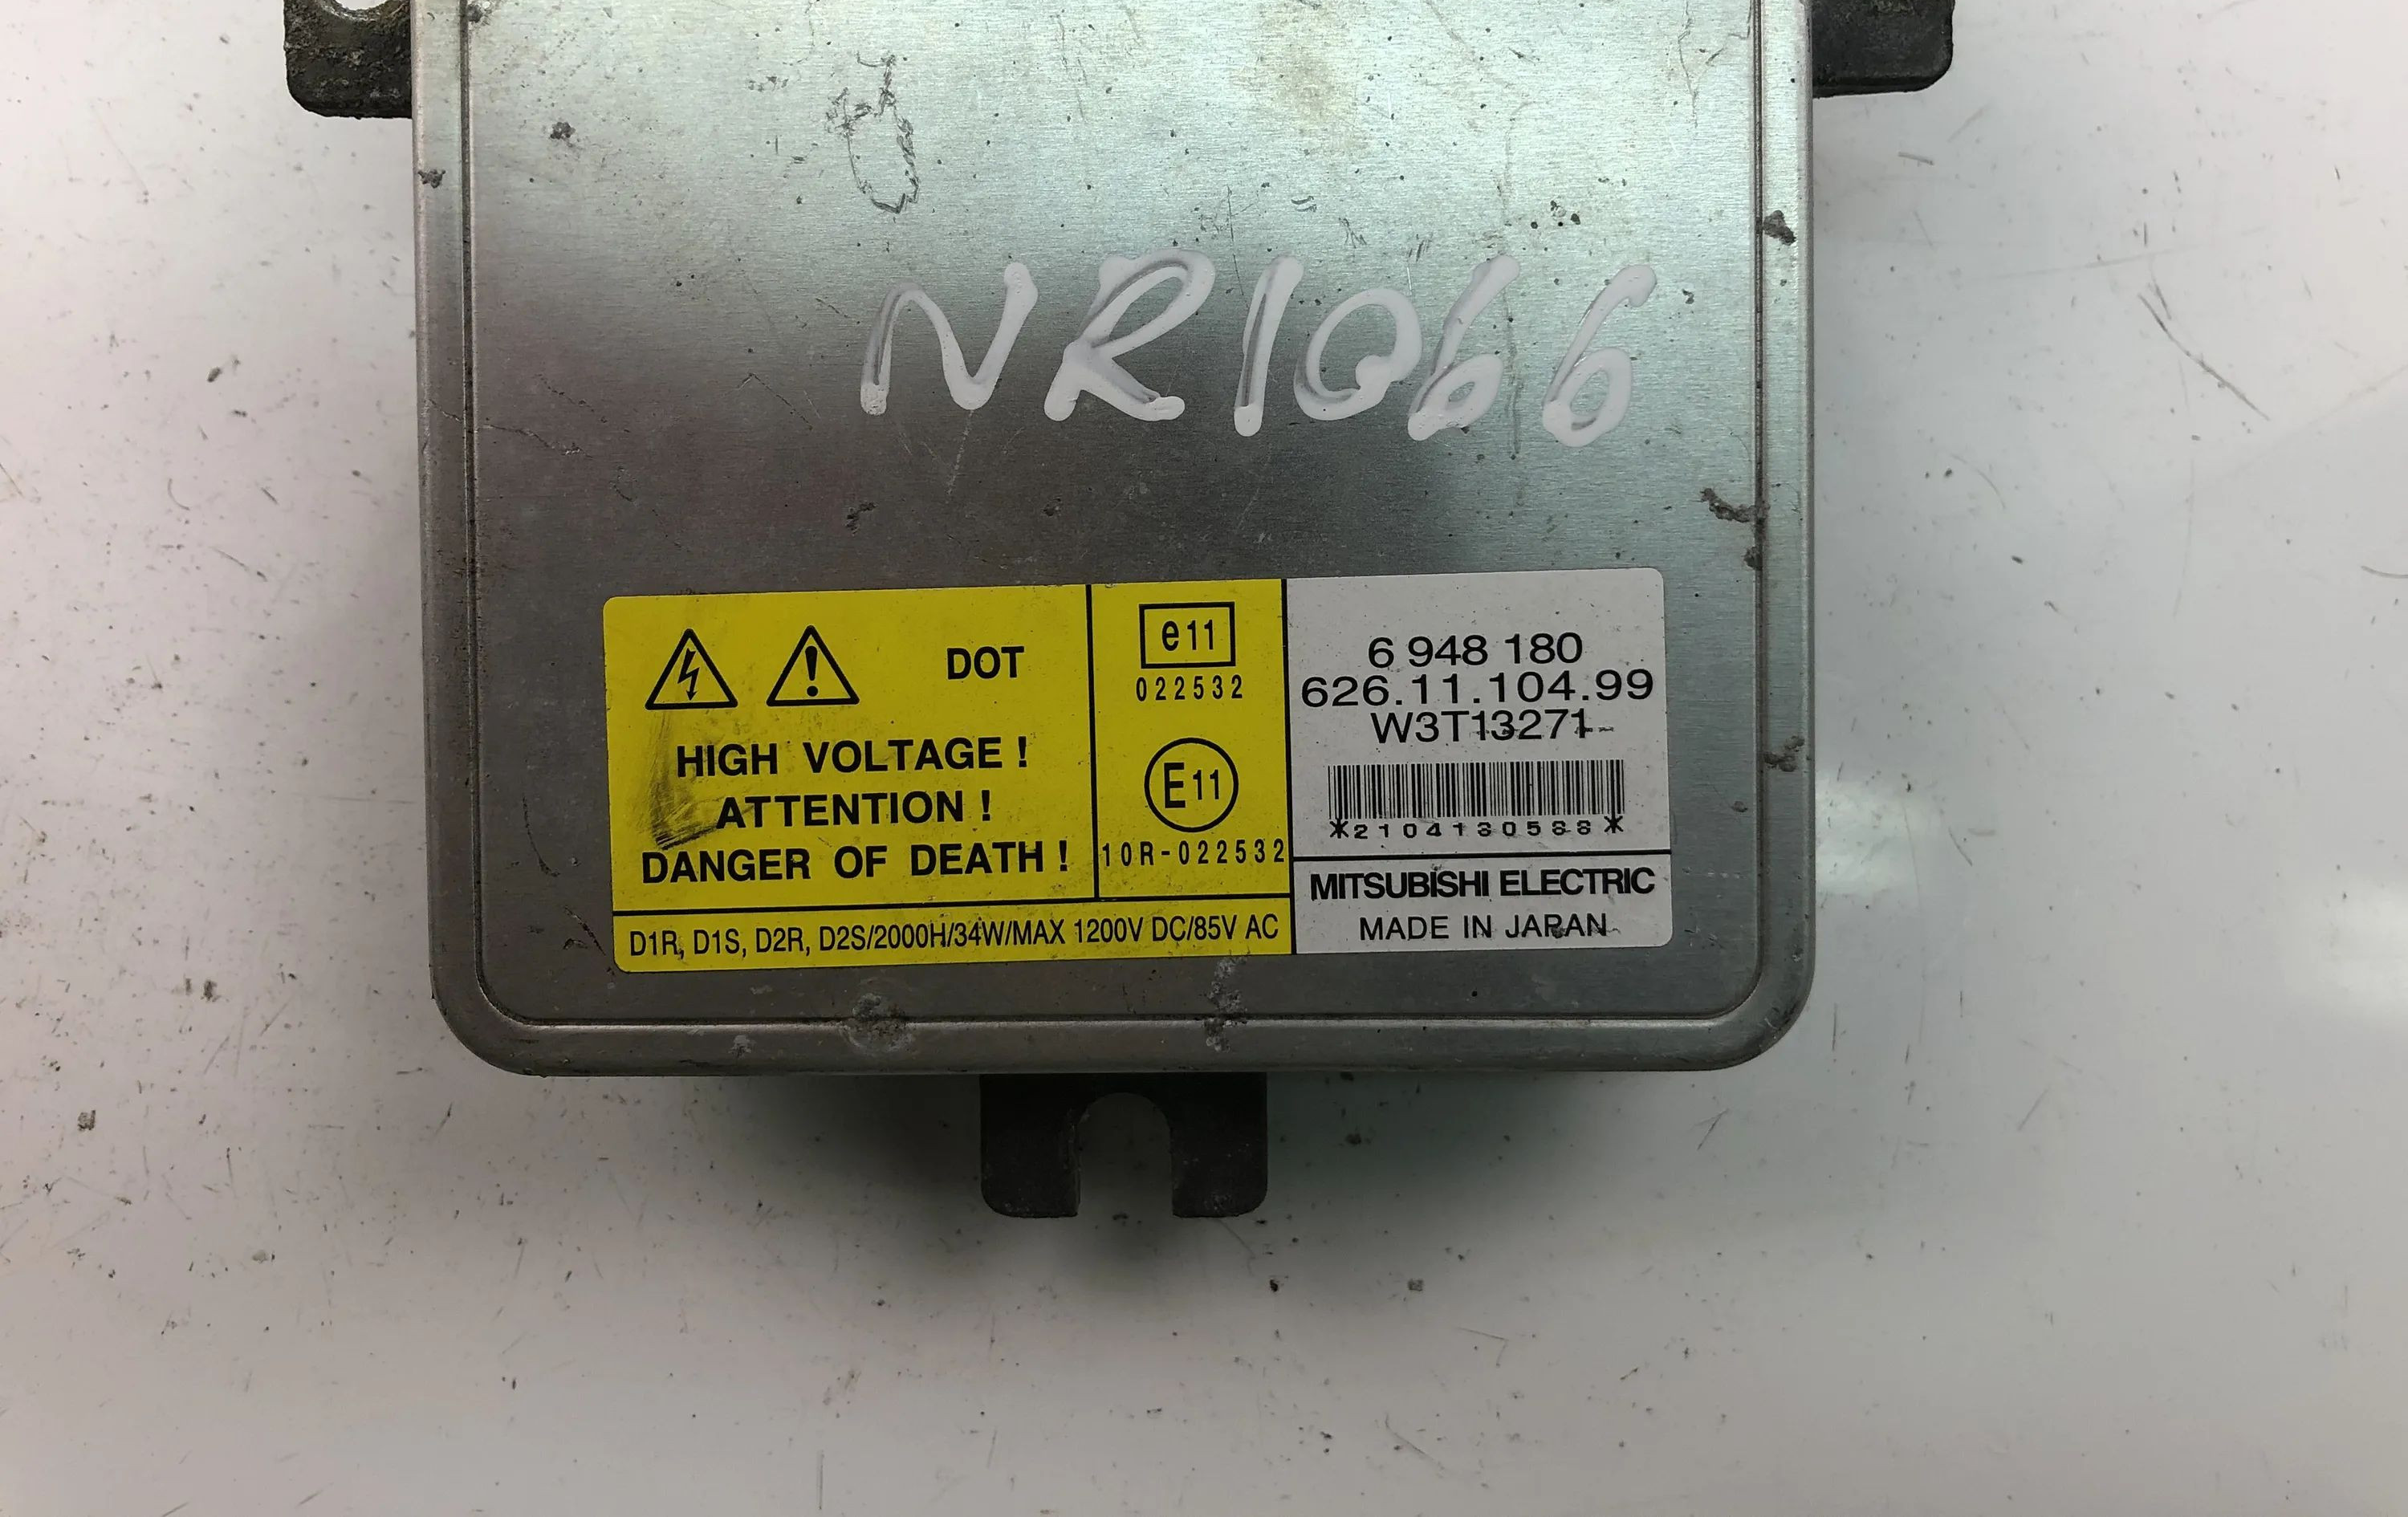 NR1066
DOT
HIGH VOLTAGE !
ATTENTION !
DANGER OF DEATH !
e11
022532
E11
10R-022532
D1R, D1S, D2R, D2S/2000H/34W/MAX 1200V DC/85V AC
6 948 180
626.11.104.99
W3T13271
*2104130588*
MITSUBISHI ELECTRIC
MADE IN JAPAN